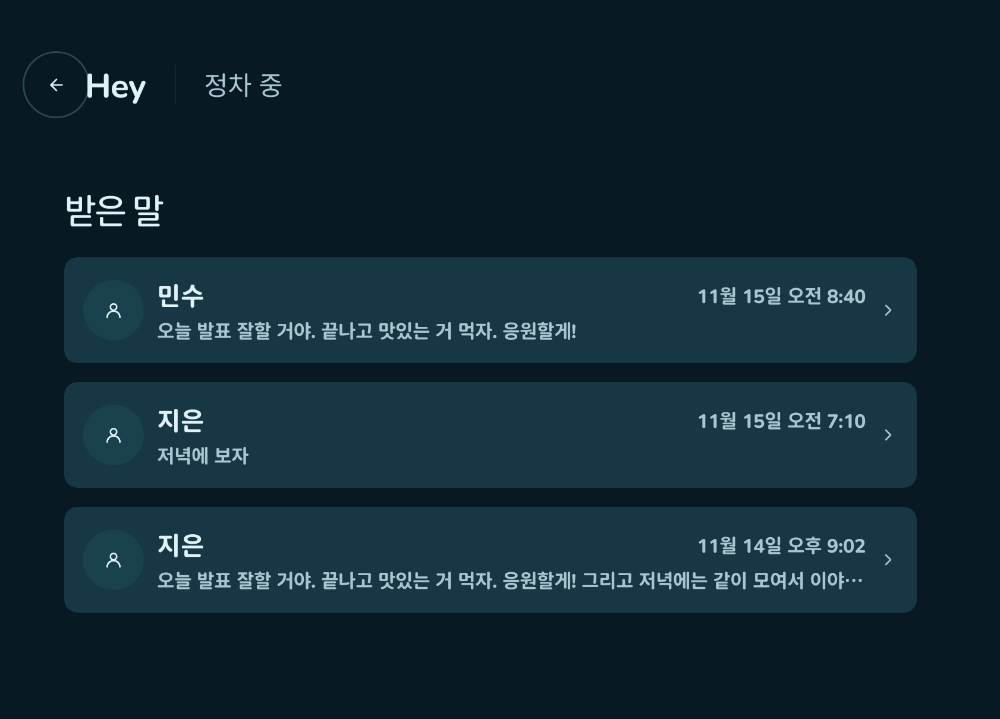 Hey 정차 중
받은 말
민수 11월 15일 오전 8:40
오늘 발표 잘할 거야. 끝나고 맛있는 거 먹자. 응원할게!
지은 11월 15일 오전 7:10
저녁에 보자
지은 11월 14일 오후 9:02
오늘 발표 잘할 거야. 끝나고 맛있는 거 먹자. 응원할게! 그리고 저녁에는 같이 모여서 이야…